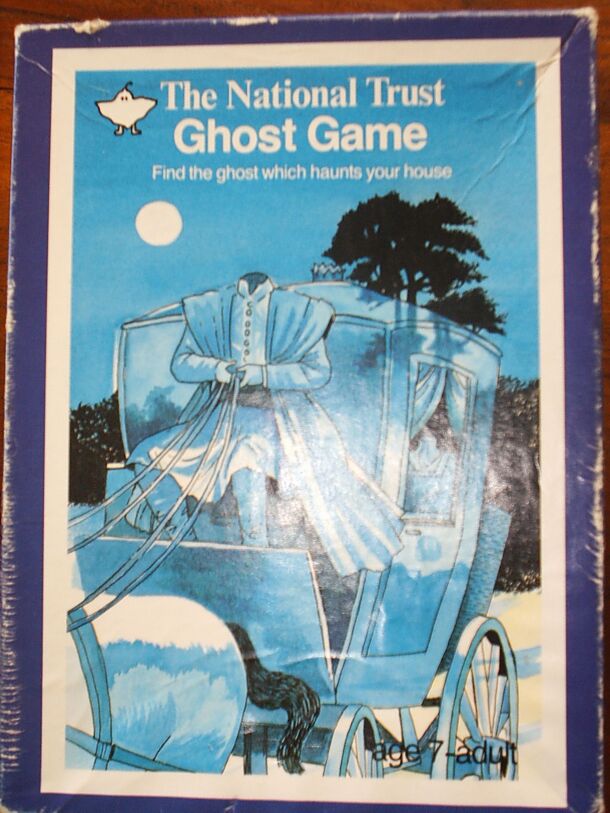 The National Trust
Ghost Game
Find the ghost which haunts your house
age 7-adult